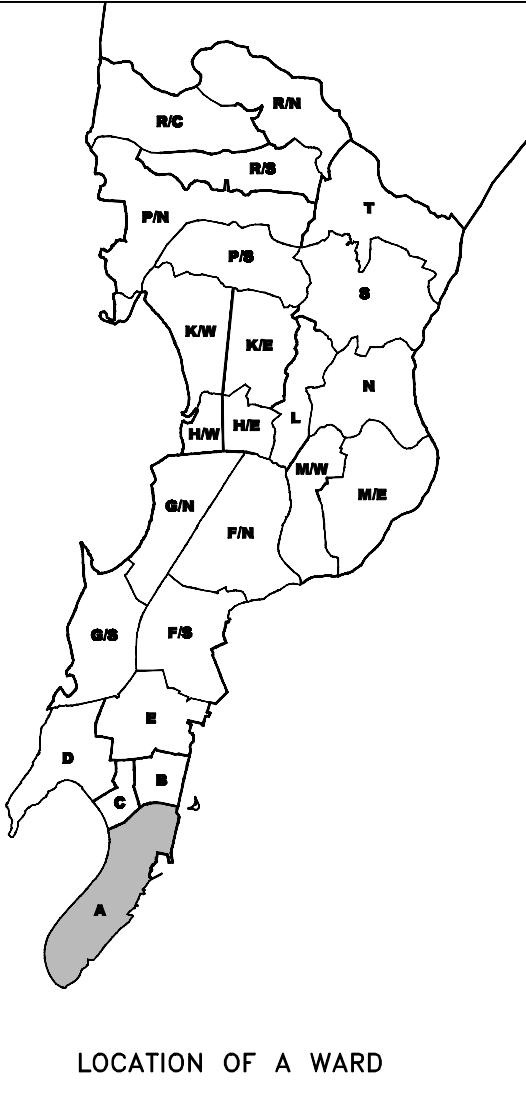 R/N
R/C
R/S
T
P/N
P/S
S
K/W
K/E
N
L
H/W
H/E
M/W
M/E
G/N
F/N
G/S
F/S
E
D
B
C
A
LOCATION OF A WARD